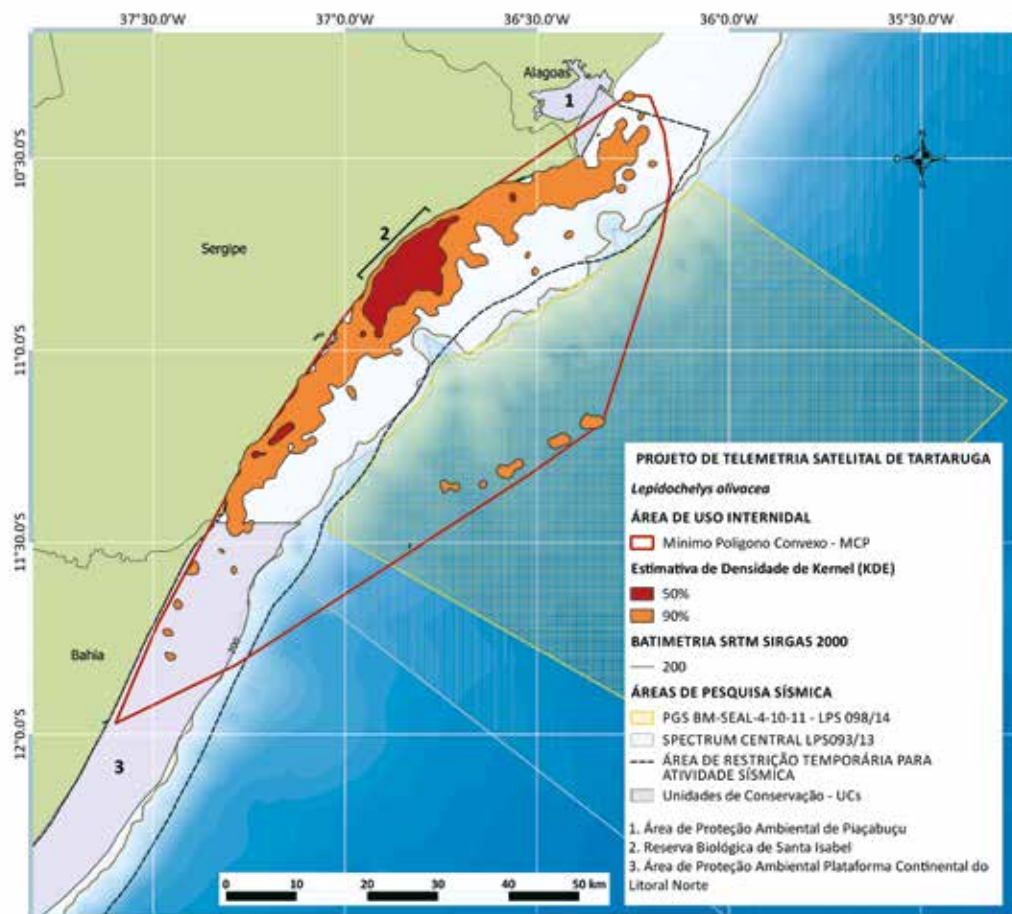 37°30.0'W 37°0.0'W 36°30.0'W 36°0.0'W 35°30.0'W
10°30.0'S
11°0.0'S
11°30.0'S
12°0.0'S
Alagoas
1
N
O
S
2
Sergipe
Bahia
200
3
PROJETO DE TELEMETRIA SATELITAL DE TARTARUGA
Lepidochelys olivacea
ÁREA DE USO INTERNIDAL
Mínimo Polígono Convexo - MCP
Estimativa de Densidade de Kernel (KDE)
50%
90%
BATIMETRIA SRTM SIRGAS 2000
200
ÁREAS DE PESQUISA SÍSMICA
PGS BM-SEAL-4-10-11 - LPS 098/14
SPECTRUM CENTRAL LPS093/13
ÁREA DE RESTRIÇÃO TEMPORÁRIA PARA
ATIVIDADE SÍSMICA
Unidades de Conservação - UCs
1. Área de Proteção Ambiental de Piaçabuçu
2. Reserva Biológica de Santa Isabel
3. Área de Proteção Ambiental Plataforma Continental do
Litoral Norte
0 10 20 30 40 50 km